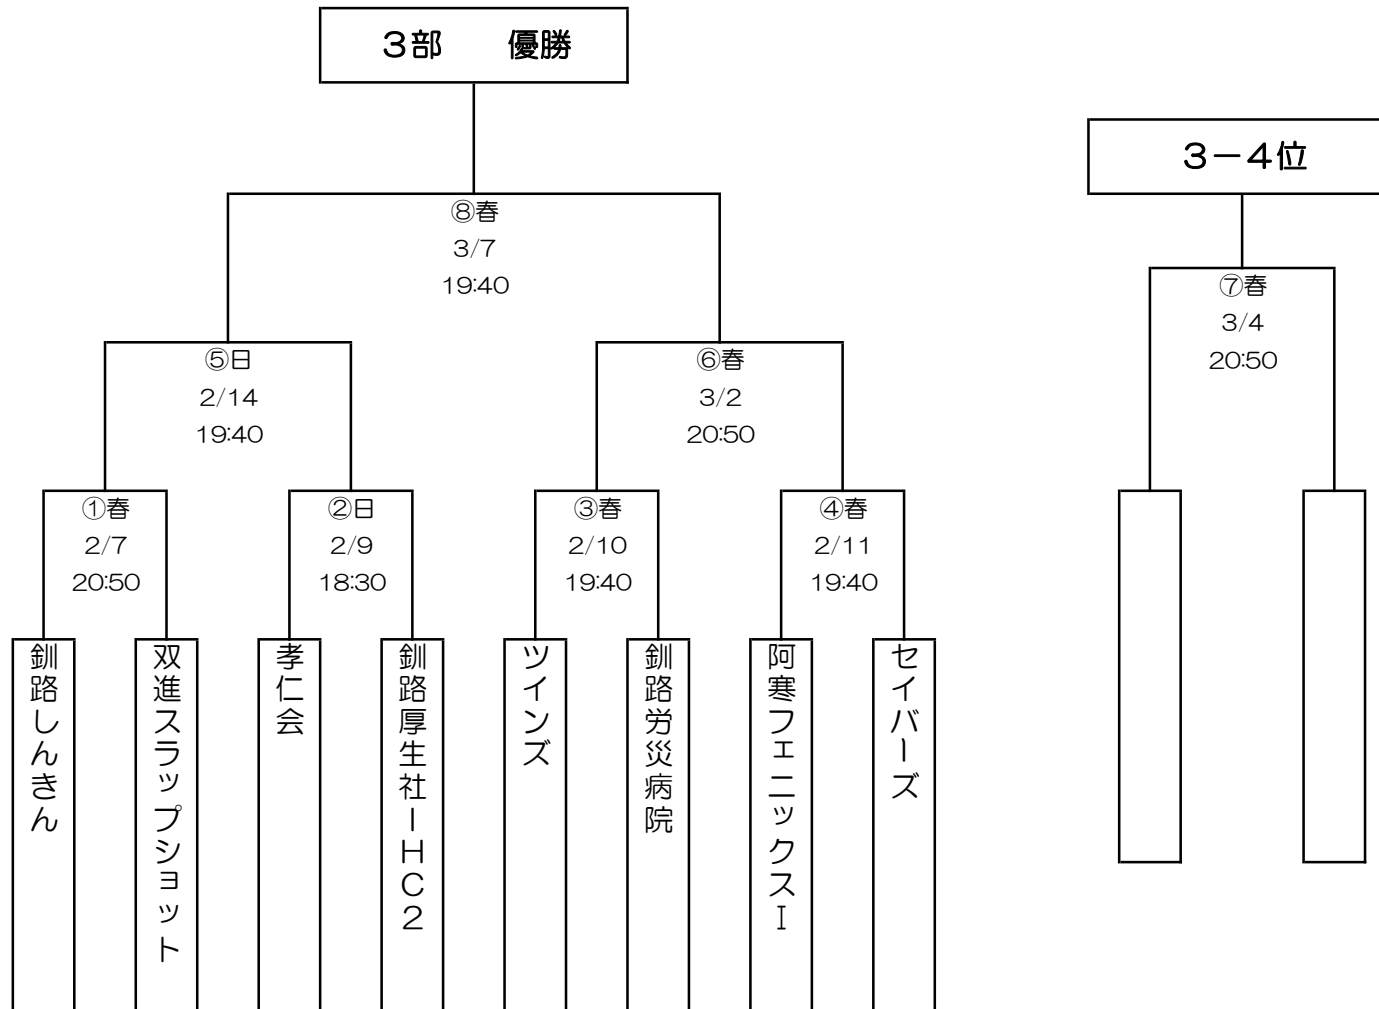 3部 優勝
3－4位
⑧春
3/7
19:40
⑦春
3/4
20:50
⑤日
2/14
19:40
⑥春
3/2
20:50
①春
2/7
20:50
②日
2/9
18:30
③春
2/10
19:40
④春
2/11
19:40
釧路しんきん
双進スラップショット
孝仁会
釧路厚生社IHC2
ツインズ
釧路労災病院
阿寒フェニックスI
セイバーズ